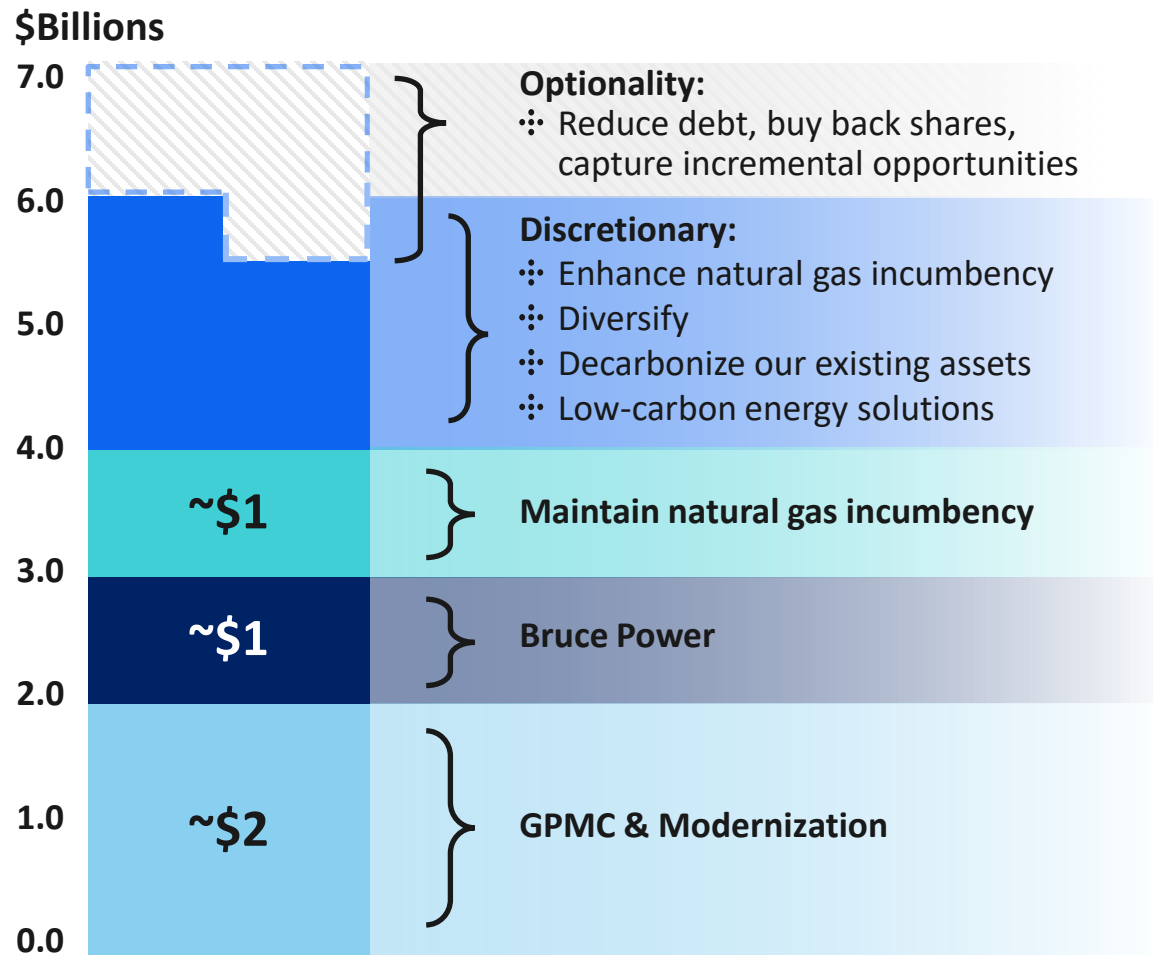 $Billions
7.0
Optionality:
Reduce debt, buy back shares,
capture incremental opportunities
6.0
Discretionary:
Enhance natural gas incumbency
5.0
Diversify
Decarbonize our existing assets
Low-carbon energy solutions
4.0
~$1
Maintain natural gas incumbency
3.0
~$1
Bruce Power
2.0
1.0
~$2
GPMC & Modernization
0.0